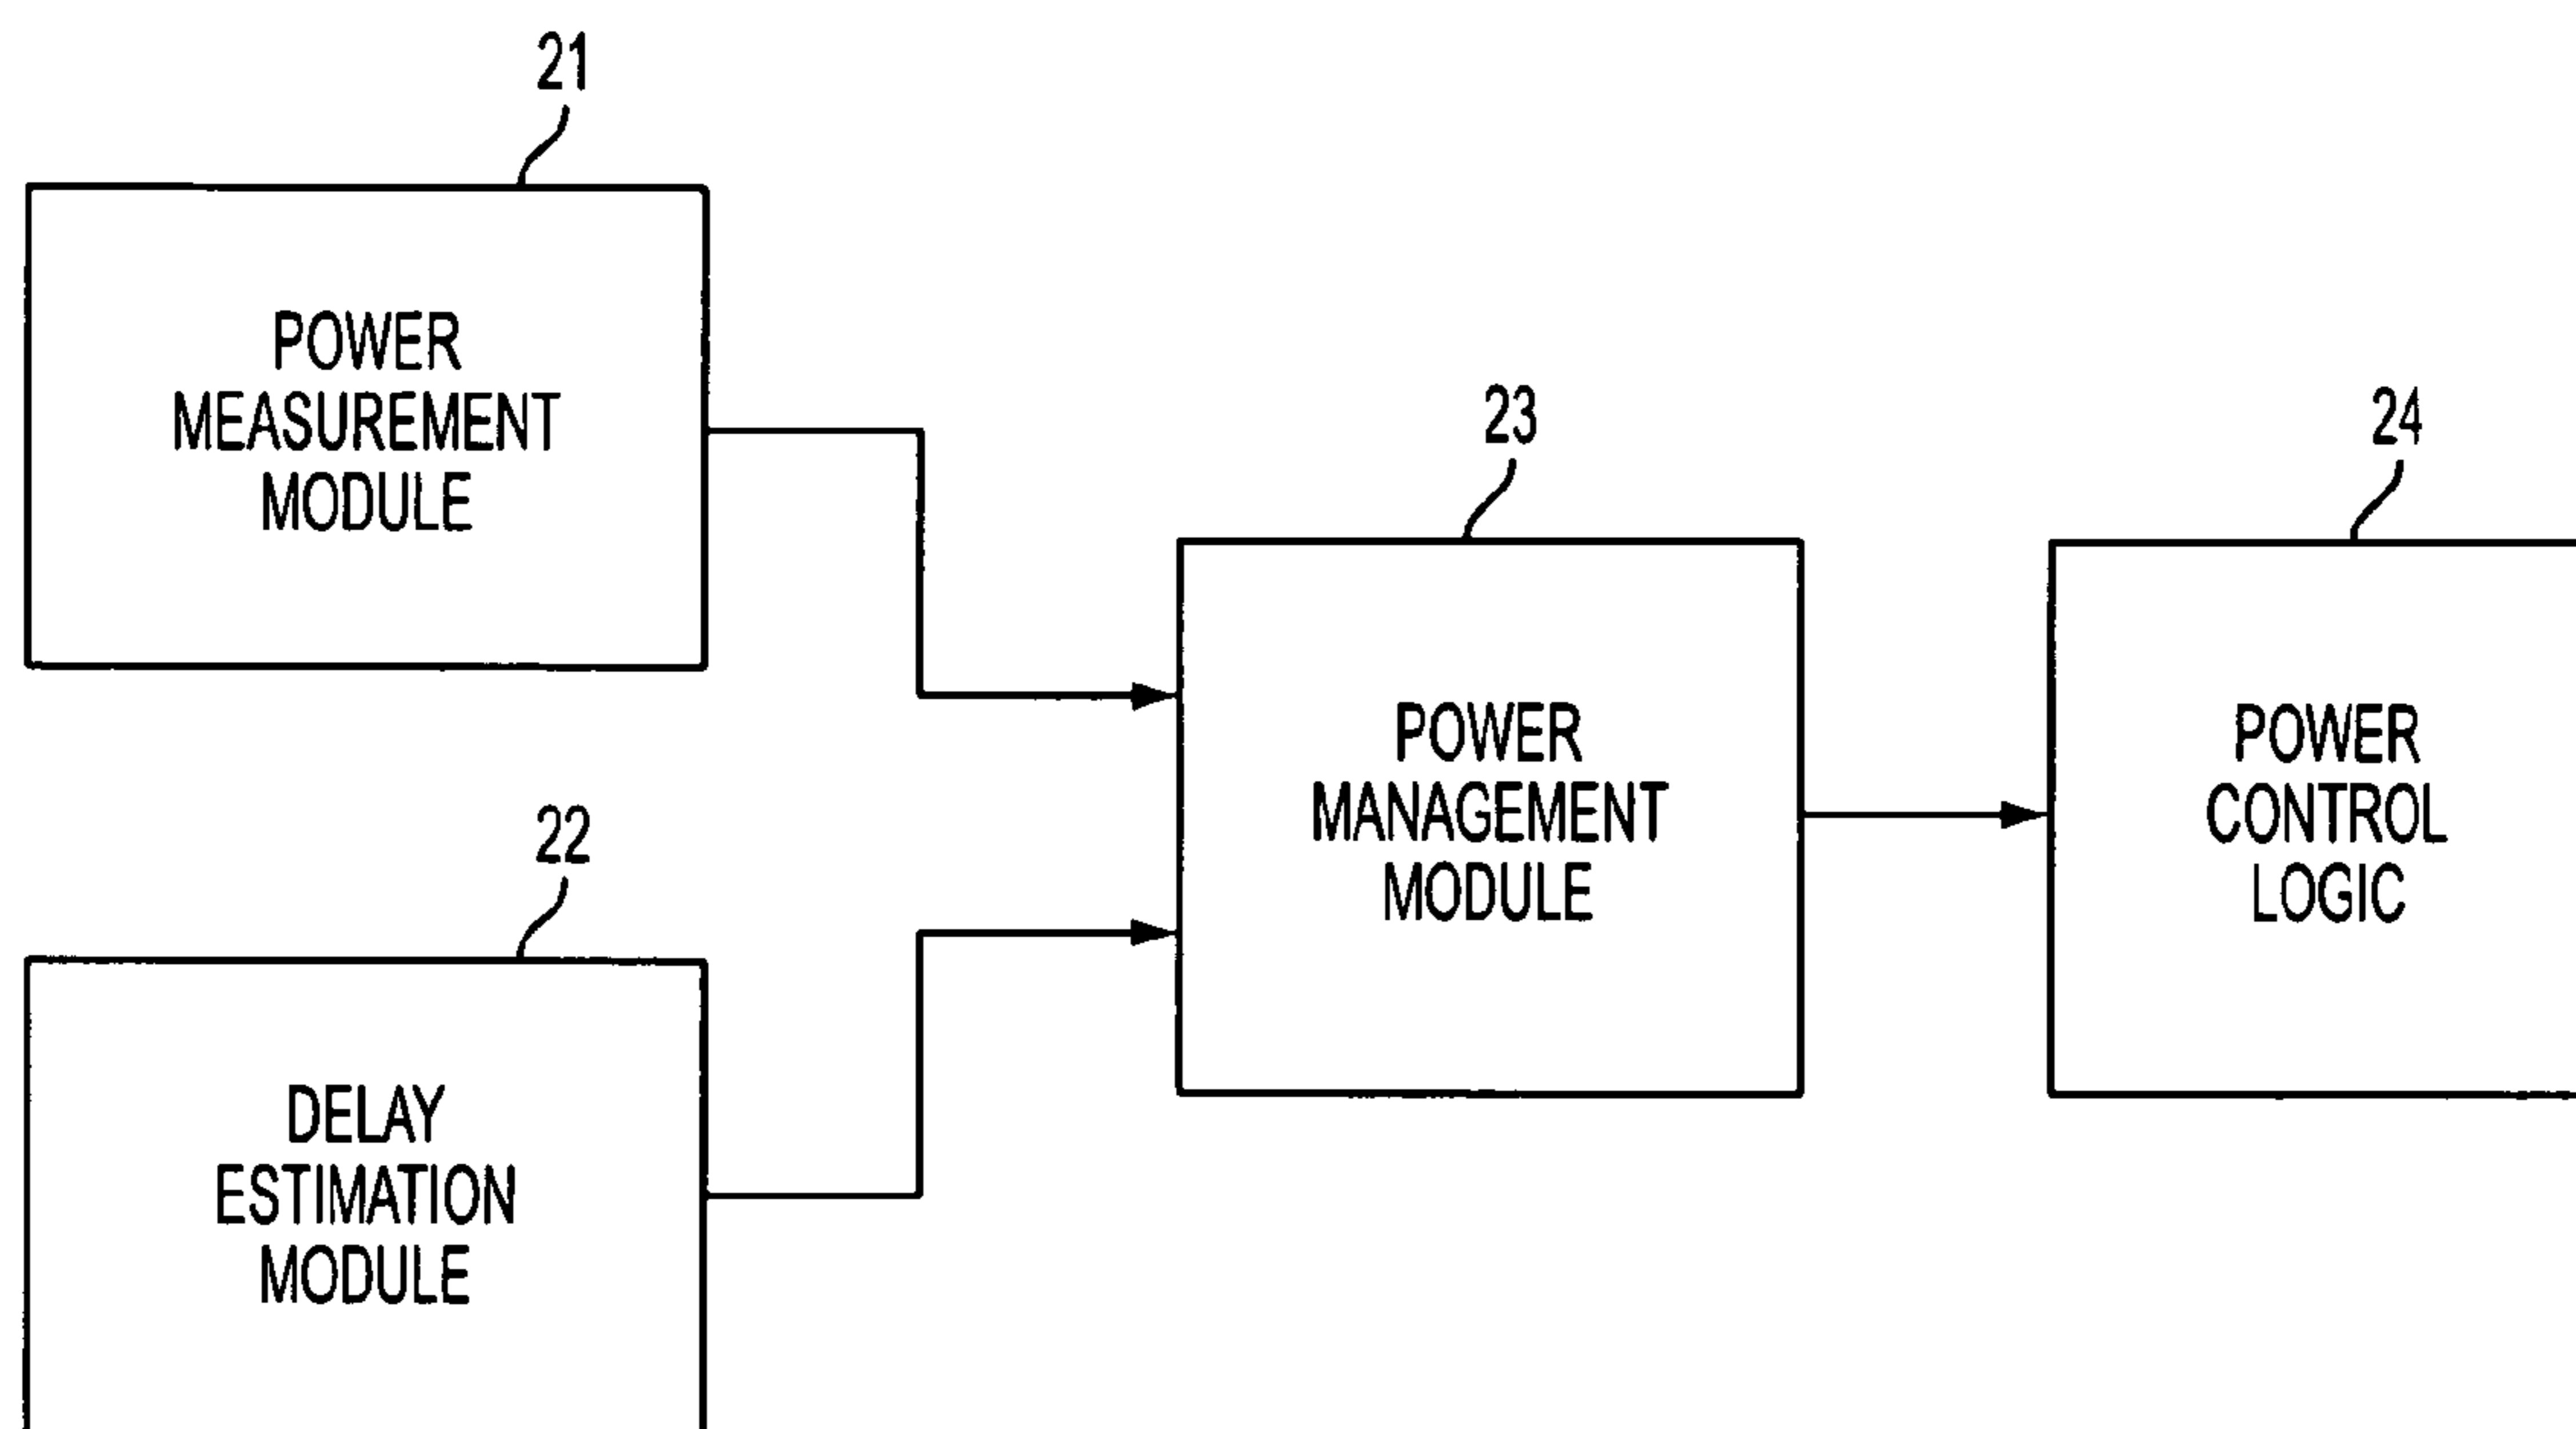 21
POWER
MEASUREMENT
MODULE
22
DELAY
ESTIMATION
MODULE
23
POWER
MANAGEMENT
MODULE
24
POWER
CONTROL
LOGIC